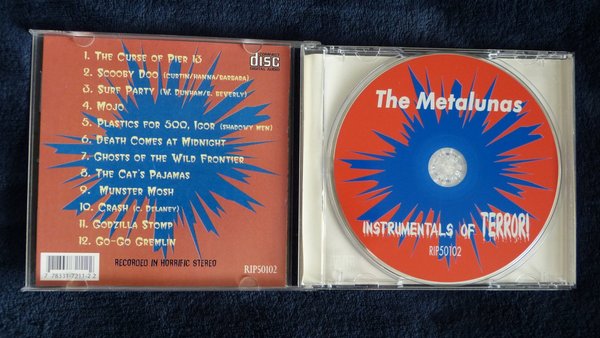 1. The Curse of Pier 13
2. Scooby Doo (Curtin/Hanna/Barbara)
3. Surf Party (W. Dunham/B. Beverly)
4. Mojo
5. Plastics for 500, Igor (Shadowy Men)
6. Death Comes at Midnight
7. Ghosts of the Wild Frontier
8. The Cat's Pajamas
9. Munster Mosh
10. Crash (C. Delaney)
11. Godzilla Stomp
12. Go-Go Gremlin
RECORDED IN HORRIFIC STEREO
RIP50102
COMPACT
disc
DIGITAL AUDIO
The Metalunas
INSTRUMENTALS OF TERROR!
RIP50102